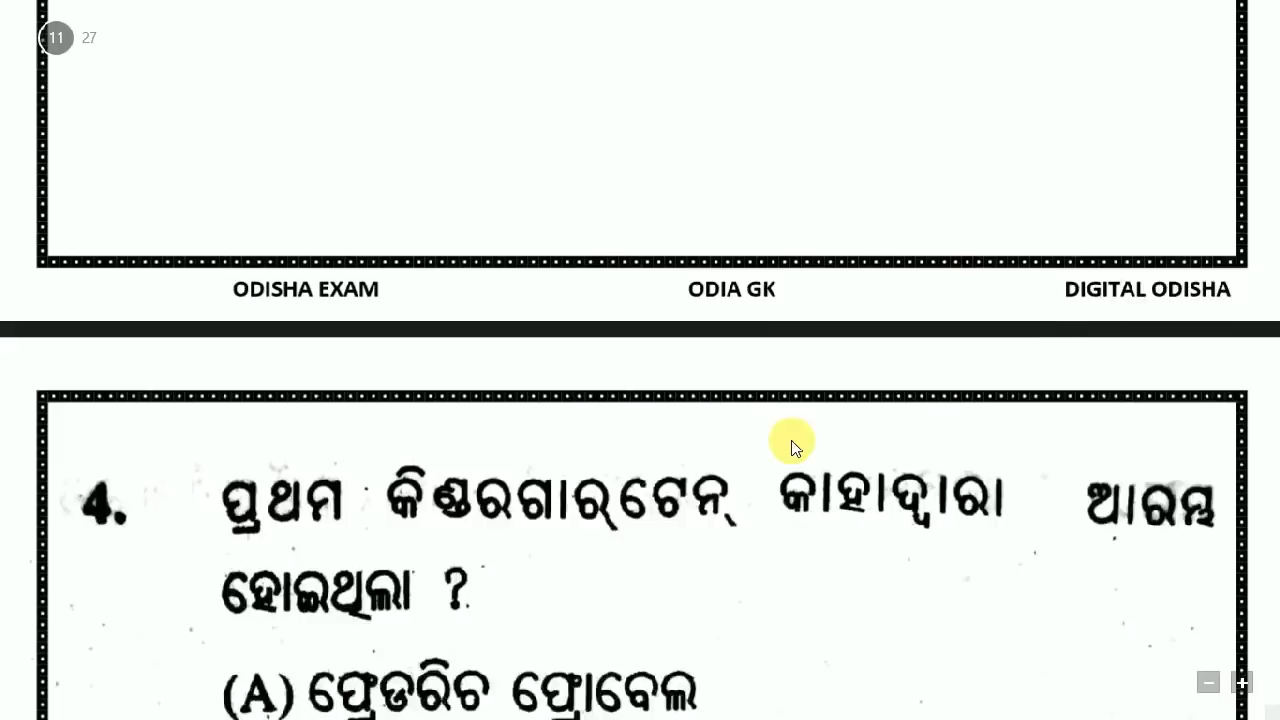 11 27
ODISHA EXAM ODIA GK DIGITAL ODISHA
4. ପ୍ରଥମ କିଣ୍ଡରଗାର୍ଟେନ୍ କାହାଦ୍ୱାରା ଆରମ୍ଭ
ହୋଇଥିଲା ?
(A) ଫ୍ରେଡରିଚ ଫ୍ରୋବେଲ